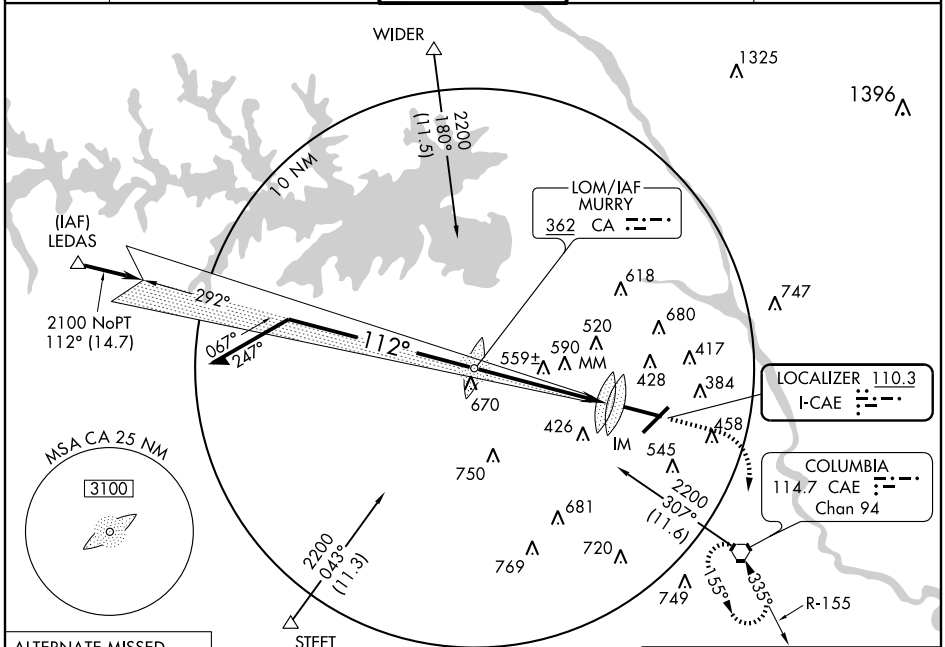 WIDER
1325
1396
2200
180°
(11.5)
10 NM
LOM/IAF
MURRY
362 CA
(IAF)
LEDAS
292°
2100 NoPT
112° (14.7)
067°
247°
112°
618
747
680
520
559±
590
MM
417
428
384
670
LOCALIZER 110.3
I-CAE
426
IM
458
545
750
MSA CA 25 NM
3100
COLUMBIA
114.7 CAE
Chan 94
2200
307°
(11.6)
681
2200
043°
(11.3)
769
720
749
155°
335°
R-155
STEET
ALTERNATE MISSED